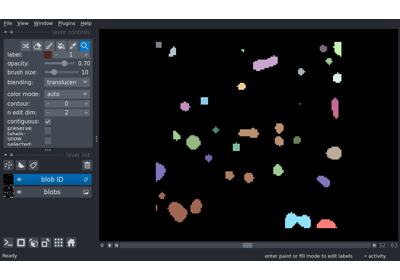 File View Window Plugins Help
layer controls
label: 1
opacity: 0.70
brush size: 10
blending: translucen
color mode: auto
contour: 0
n edit dim: 2
contiguous:
preserve
labels:
show
selected:
layer list
blob ID
blobs
32 63
Ready enter paint or fill mode to edit labels activity